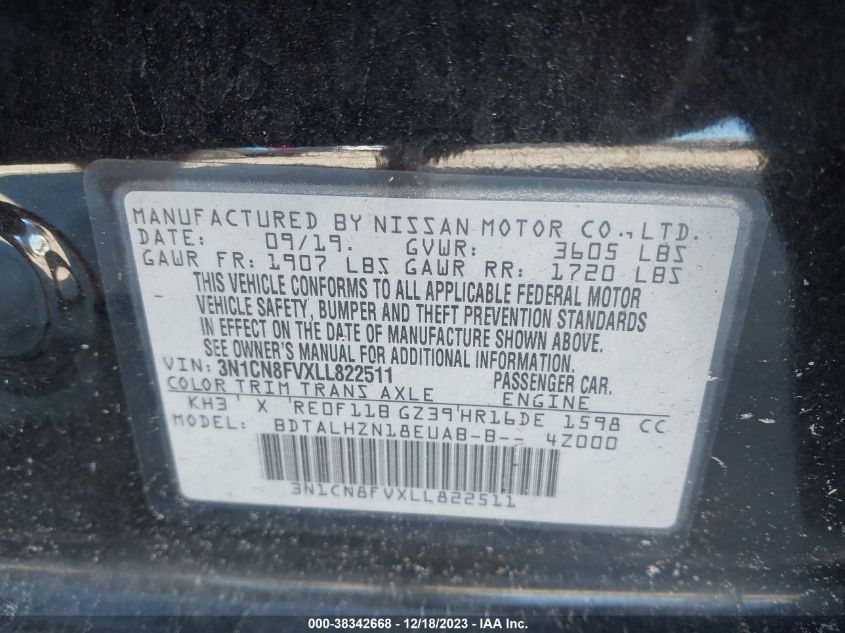 MANUFACTURED BY NISSAN MOTOR CO., LTD.
DATE: 09/19. GVWR: 3605 LBS
GAWR FR: 1907 LBS GAWR RR: 1720 LBS
THIS VEHICLE CONFORMS TO ALL APPLICABLE FEDERAL MOTOR
VEHICLE SAFETY, BUMPER AND THEFT PREVENTION STANDARDS
IN EFFECT ON THE DATE OF MANUFACTURE SHOWN ABOVE.
SEE OWNER'S MANUAL FOR ADDITIONAL INFORMATION.
VIN: 3N1CN8FVXLL822511 PASSENGER CAR.
COLOR TRIM TRANS AXLE ENGINE
KH3 ' X 'RE0F11B GZ39'HR16DE 1598 CC
MODEL: BDTALHZN18EUAB-B-- 4Z000
3N1CN8FVXLL822511
000-38342668 - 12/18/2023 - IAA Inc.